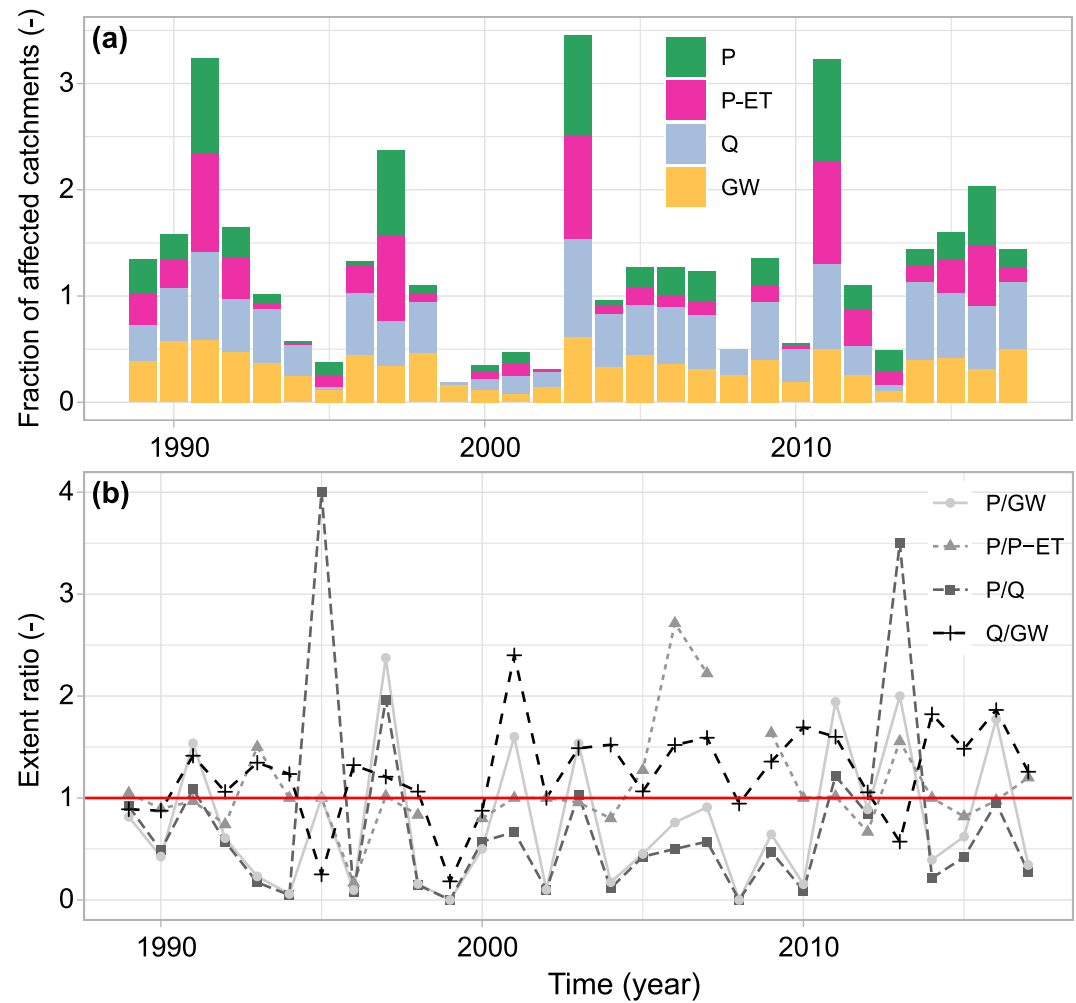 (a)
Fraction of affected catchments (-)
3
2
1
0
P
P-ET
Q
GW
1990
2000
2010
(b)
Extent ratio (-)
4
3
2
1
0
P/GW
P/P−ET
P/Q
Q/GW
1990
2000
2010
Time (year)